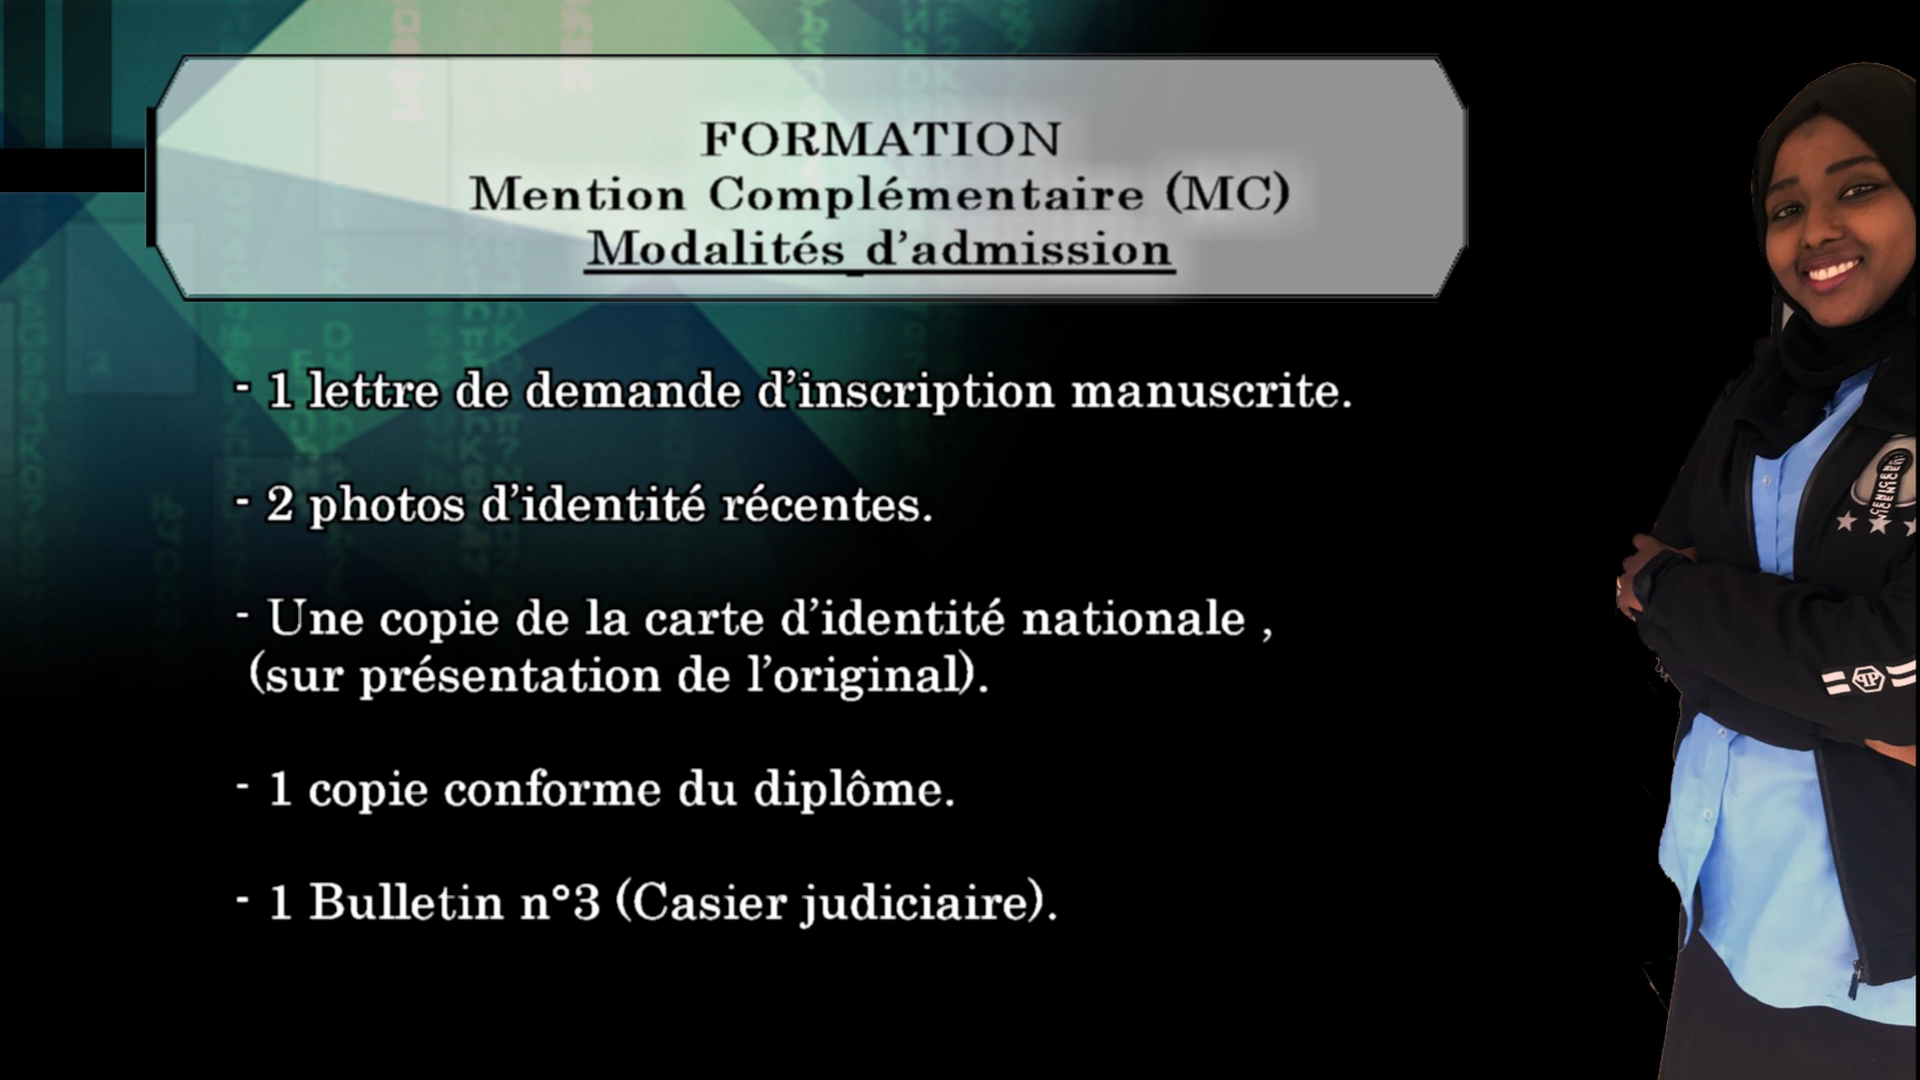 FORMATION
Mention Complémentaire (MC)
Modalités d’admission
- 1 lettre de demande d’inscription manuscrite.
- 2 photos d’identité récentes.
- Une copie de la carte d’identité nationale ,
(sur présentation de l’original).
- 1 copie conforme du diplôme.
- 1 Bulletin n°3 (Casier judiciaire).